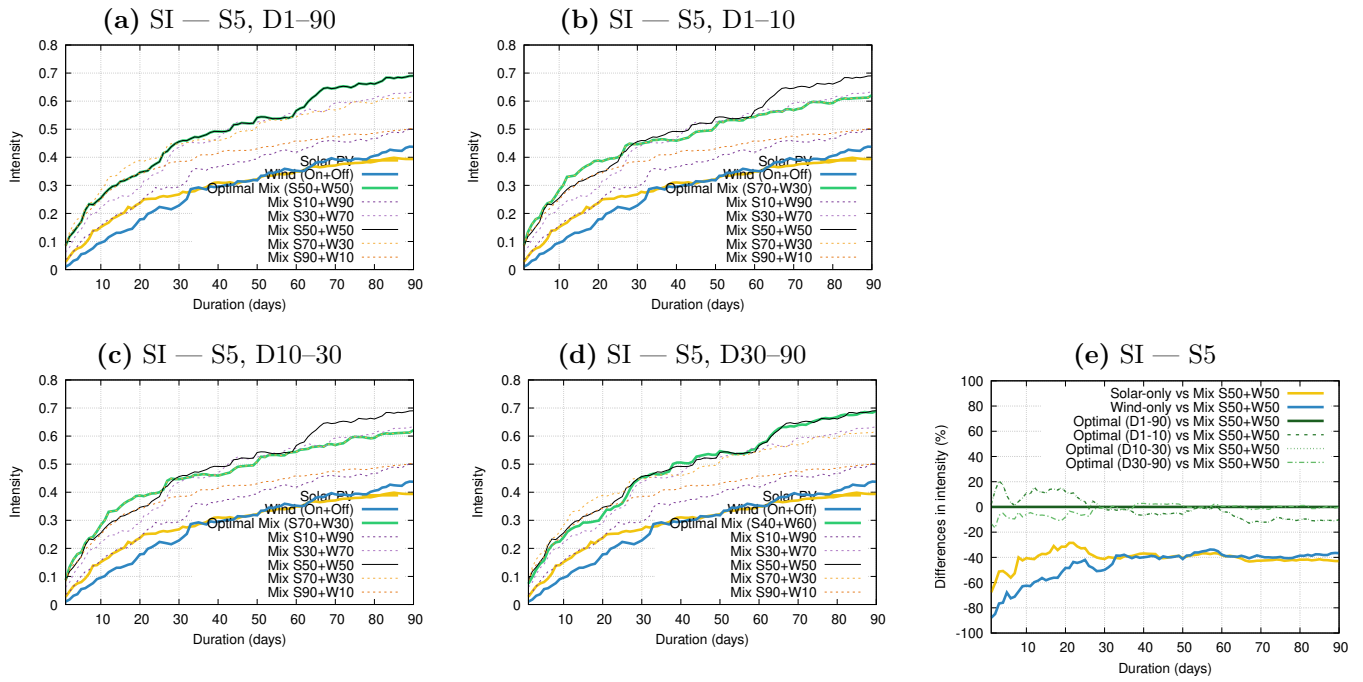 (a) SI — S5, D1–90
Intensity
0.8
0.7
0.6
0.5
0.4
0.3
0.2
0.1
0
Solar PV
Wind (On+Off)
Optimal Mix (S50+W50)
Mix S10+W90
Mix S30+W70
Mix S50+W50
Mix S70+W30
Mix S90+W10
10 20 30 40 50 60 70 80 90
Duration (days)
(b) SI — S5, D1–10
Intensity
0.8
0.7
0.6
0.5
0.4
0.3
0.2
0.1
0
Solar PV
Wind (On+Off)
Optimal Mix (S70+W30)
Mix S10+W90
Mix S30+W70
Mix S50+W50
Mix S70+W30
Mix S90+W10
10 20 30 40 50 60 70 80 90
Duration (days)
(c) SI — S5, D10–30
Intensity
0.8
0.7
0.6
0.5
0.4
0.3
0.2
0.1
0
Solar PV
Wind (On+Off)
Optimal Mix (S70+W30)
Mix S10+W90
Mix S30+W70
Mix S50+W50
Mix S70+W30
Mix S90+W10
10 20 30 40 50 60 70 80 90
Duration (days)
(d) SI — S5, D30–90
Intensity
0.8
0.7
0.6
0.5
0.4
0.3
0.2
0.1
0
Solar PV
Wind (On+Off)
Optimal Mix (S40+W60)
Mix S10+W90
Mix S30+W70
Mix S50+W50
Mix S70+W30
Mix S90+W10
10 20 30 40 50 60 70 80 90
Duration (days)
(e) SI — S5
Differences in intensity (%)
100
80
60
40
20
0
-20
-40
-60
-80
-100
Solar-only vs Mix S50+W50
Wind-only vs Mix S50+W50
Optimal (D1-90) vs Mix S50+W50
Optimal (D1-10) vs Mix S50+W50
Optimal (D10-30) vs Mix S50+W50
Optimal (D30-90) vs Mix S50+W50
10 20 30 40 50 60 70 80 90
Duration (days)